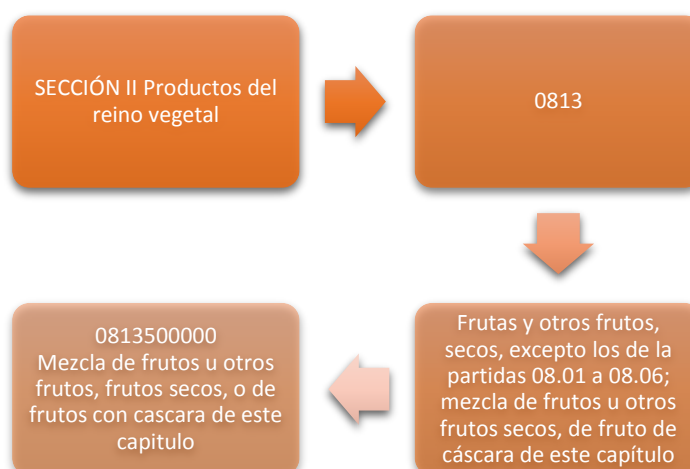 SECCIÓN II Productos del
reino vegetal
0813
Frutas y otros frutos,
secos, excepto los de la
partidas 08.01 a 08.06;
mezcla de frutos u otros
frutos secos, de fruto de
cáscara de este capítulo
0813500000
Mezcla de frutos u otros
frutos, frutos secos, o de
frutos con cascara de este
capitulo